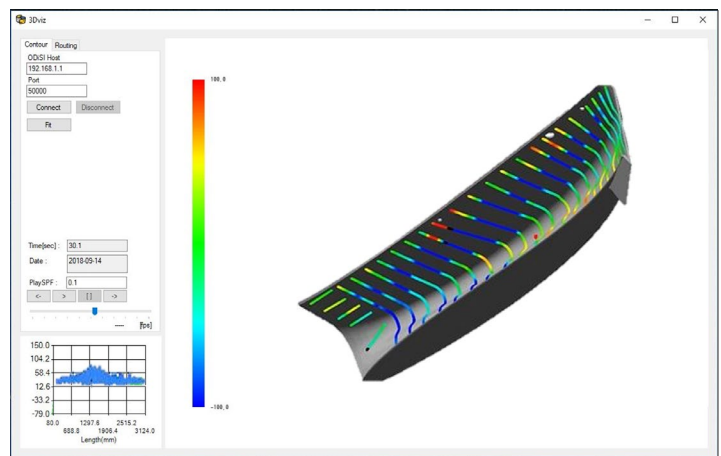 3Dviz
Contour Routing
ODiSI Host
192.168.1.1
Port
50000
Connect Disconnect
Fit
Time[sec] : 30.1
Date : 2018-09-14
PlaySPF : 0.1
<- > [ ] ->
----- [fps]
150.0
104.2
58.4
12.6
-33.2
-79.0
80.0 1297.6 2515.2
688.8 1906.4 3124.0
Length(mm)
100.0
-100.0